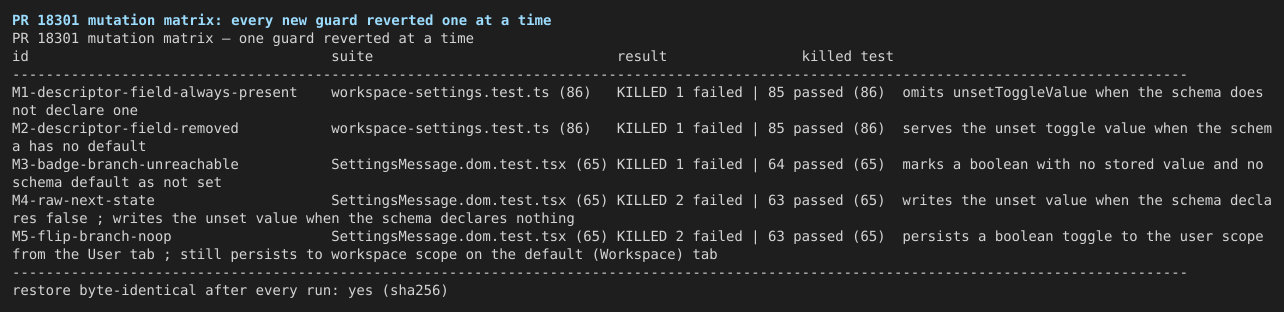 PR 18301 mutation matrix: every new guard reverted one at a time
PR 18301 mutation matrix — one guard reverted at a time
id                                     suite                             result                killed test
---------------------------------------------------------------------------------------------------------------------------------------------
M1-descriptor-field-always-present    workspace-settings.test.ts (86)   KILLED 1 failed | 85 passed (86)  omits unsetToggleValue when the schema does
not declare one
M2-descriptor-field-removed           workspace-settings.test.ts (86)   KILLED 1 failed | 85 passed (86)  serves the unset toggle value when the schem
a has no default
M3-badge-branch-unreachable           SettingsMessage.dom.test.tsx (65) KILLED 1 failed | 64 passed (65)  marks a boolean with no stored value and no
schema default as not set
M4-raw-next-state                     SettingsMessage.dom.test.tsx (65) KILLED 2 failed | 63 passed (65)  writes the unset value when the schema decla
res false ; writes the unset value when the schema declares nothing
M5-flip-branch-noop                   SettingsMessage.dom.test.tsx (65) KILLED 2 failed | 63 passed (65)  persists a boolean toggle to the user scope
from the User tab ; still persists to workspace scope on the default (Workspace) tab
---------------------------------------------------------------------------------------------------------------------------------------------
restore byte-identical after every run: yes (sha256)